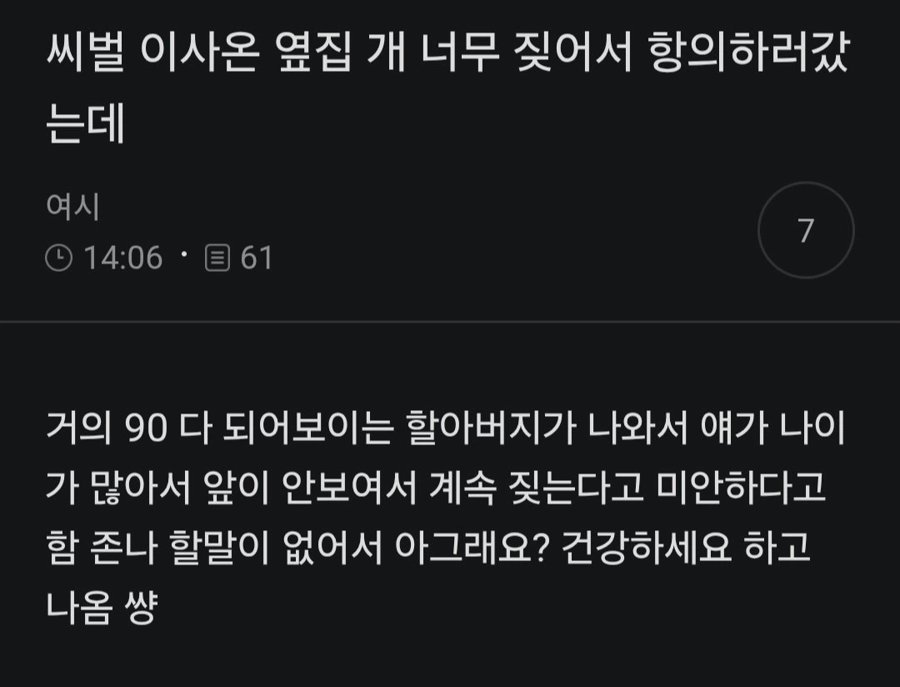 씨벌 이사온 옆집 개 너무 짖어서 항의하러갔
는데
여시
14:06 · 61
7
거의 90 다 되어보이는 할아버지가 나와서 얘가 나이
가 많아서 앞이 안보여서 계속 짖는다고 미안하다고
함 존나 할말이 없어서 아그래요? 건강하세요 하고
나옴 썅